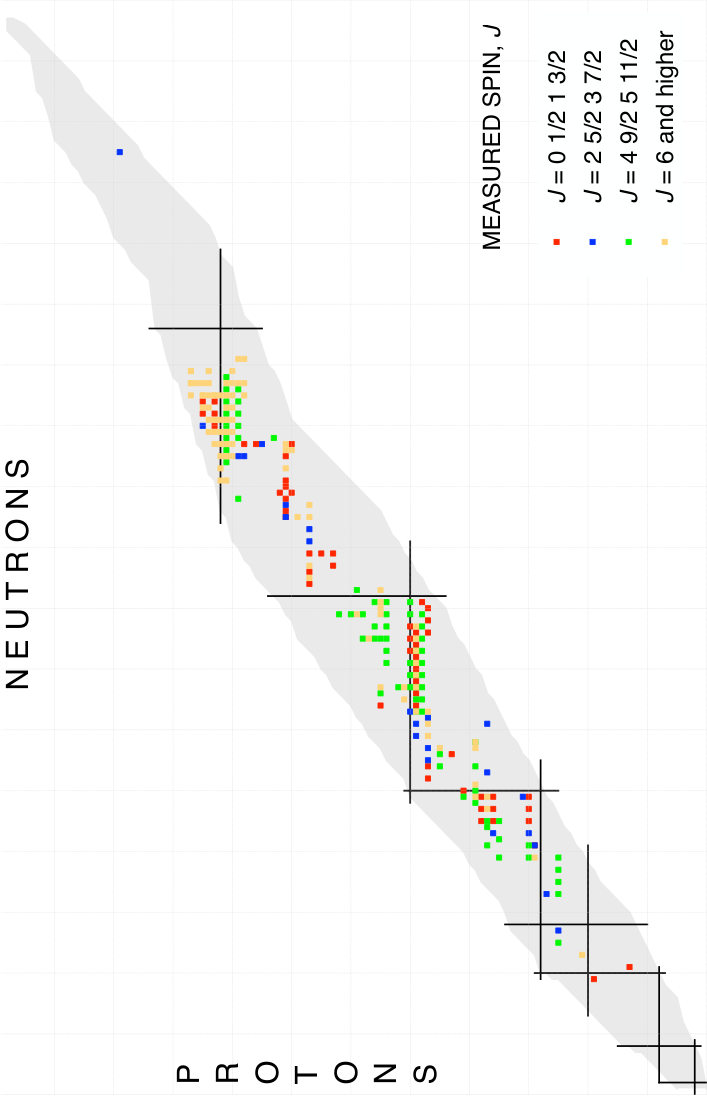 NEUTRONS
PROTONS
MEASURED SPIN, J
J = 0 1/2 1 3/2
J = 2 5/2 3 7/2
J = 4 9/2 5 11/2
J = 6 and higher